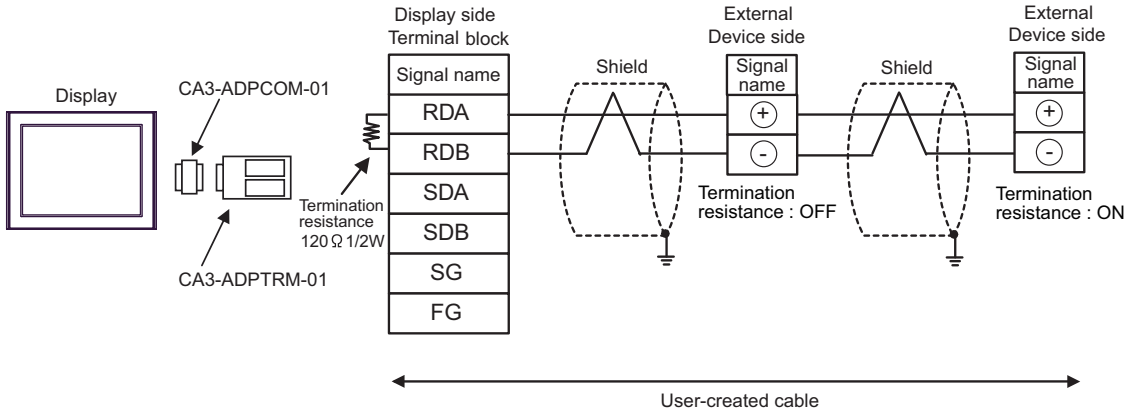 Display side
Terminal block
External
Device side
External
Device side
Signal name
Shield
Signal
name
Shield
Signal
name
Display
CA3-ADPCOM-01
RDA
+
+
RDB
-
-
SDA
Termination
resistance : OFF
Termination
resistance : ON
Termination
resistance
120Ω 1/2W
SDB
SG
CA3-ADPTRM-01
FG
User-created cable